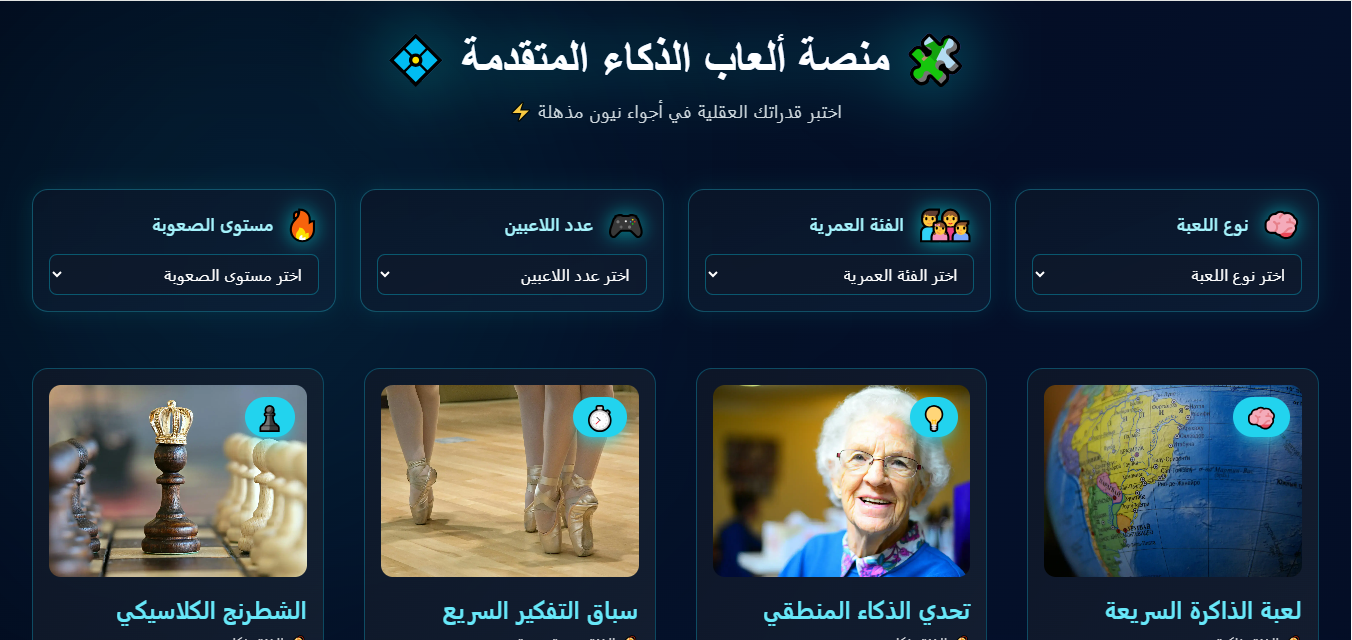 منصة ألعاب الذكاء المتقدمة
اختبر قدراتك العقلية في أجواء نيون مذهلة
نوع اللعبة
اختر نوع اللعبة
الفئة العمرية
اختر الفئة العمرية
عدد اللاعبين
اختر عدد اللاعبين
مستوى الصعوبة
اختر مستوى الصعوبة
لعبة الذاكرة السريعة
تحدي الذكاء المنطقي
سباق التفكير السريع
الشطرنج الكلاسيكي